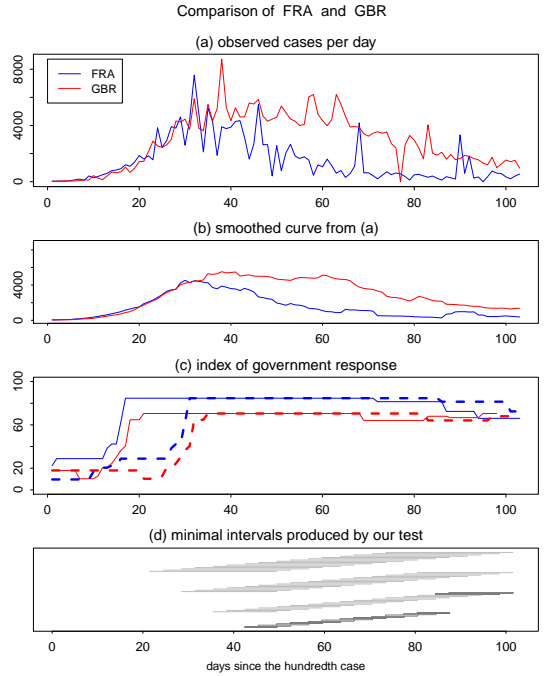 Comparison of FRA and GBR
(a) observed cases per day
8000
4000
0
FRA
GBR
0 20 40 60 80 100
(b) smoothed curve from (a)
4000
0
0 20 40 60 80 100
(c) index of government response
100
60
20
0
0 20 40 60 80 100
(d) minimal intervals produced by our test
0 20 40 60 80 100
days since the hundredth case